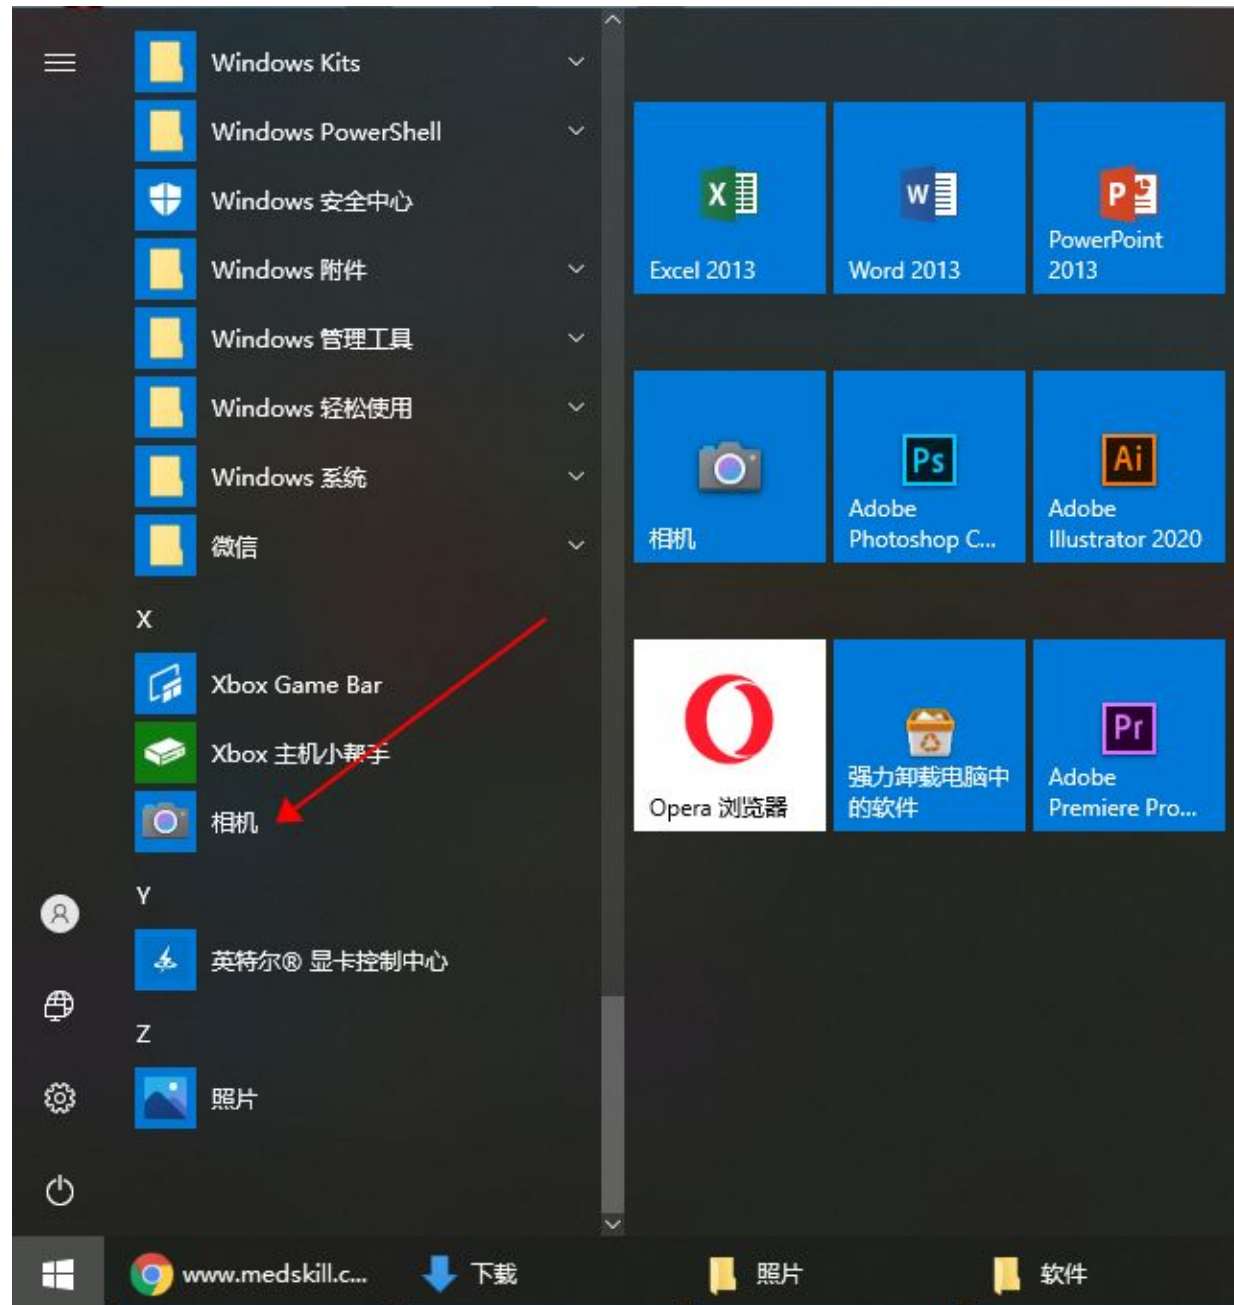 Windows Kits
Windows PowerShell
Windows 安全中心
Windows 附件
Windows 管理工具
Windows 轻松使用
Windows 系统
微信
X
Xbox Game Bar
Xbox 主机小帮手
相机
Y
英特尔® 显卡控制中心
Z
照片
Excel 2013
Word 2013
PowerPoint
2013
相机
Ps
Adobe
Photoshop C...
Ai
Adobe
Illustrator 2020
Opera 浏览器
强力卸载电脑中
的软件
Pr
Adobe
Premiere Pro...
www.medskill.c...
下载
照片
软件